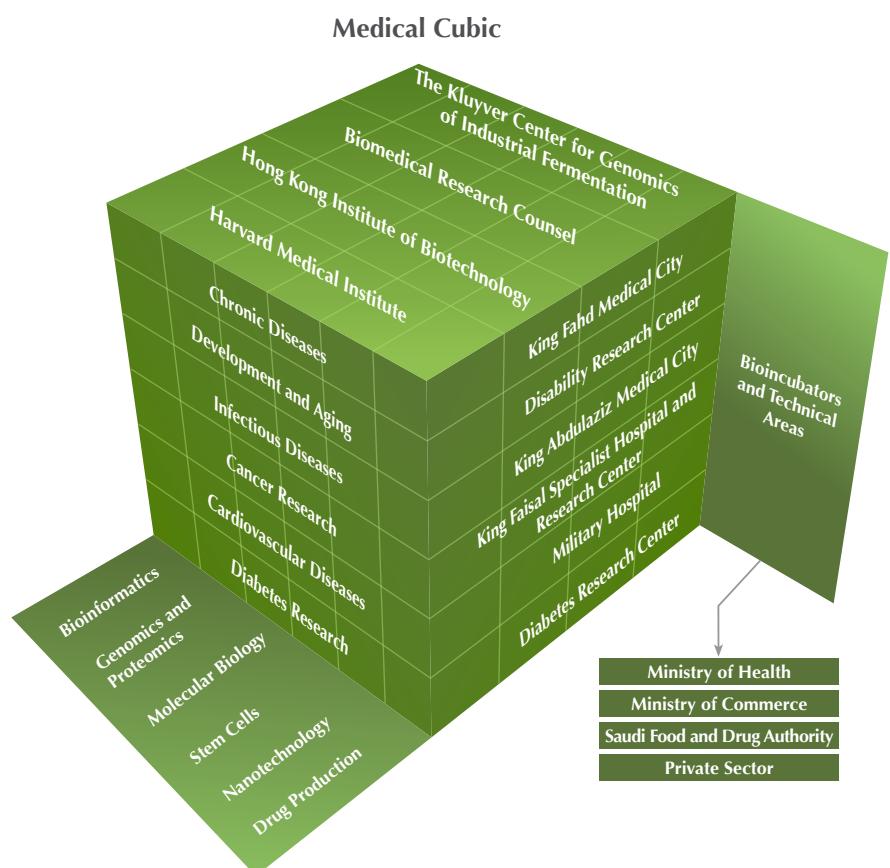 Medical Cubic
The Kluyver Center for Genomics
of Industrial Fermentation
Biomedical Research Counsel
Hong Kong Institute of Biotechnology
Harvard Medical Institute
Chronic Diseases
Development and Aging
Infectious Diseases
Cancer Research
Cardiovascular Diseases
Diabetes Research
King Fahd Medical City
Disability Research Center
King Abdulaziz Medical City
King Faisal Specialist Hospital and
Research Center
Military Hospital
Diabetes Research Center
Bioincubators
and Technical
Areas
Bioinformatics
Genomics and
Proteomics
Molecular Biology
Stem Cells
Nanotechnology
Drug Production
Ministry of Health
Ministry of Commerce
Saudi Food and Drug Authority
Private Sector